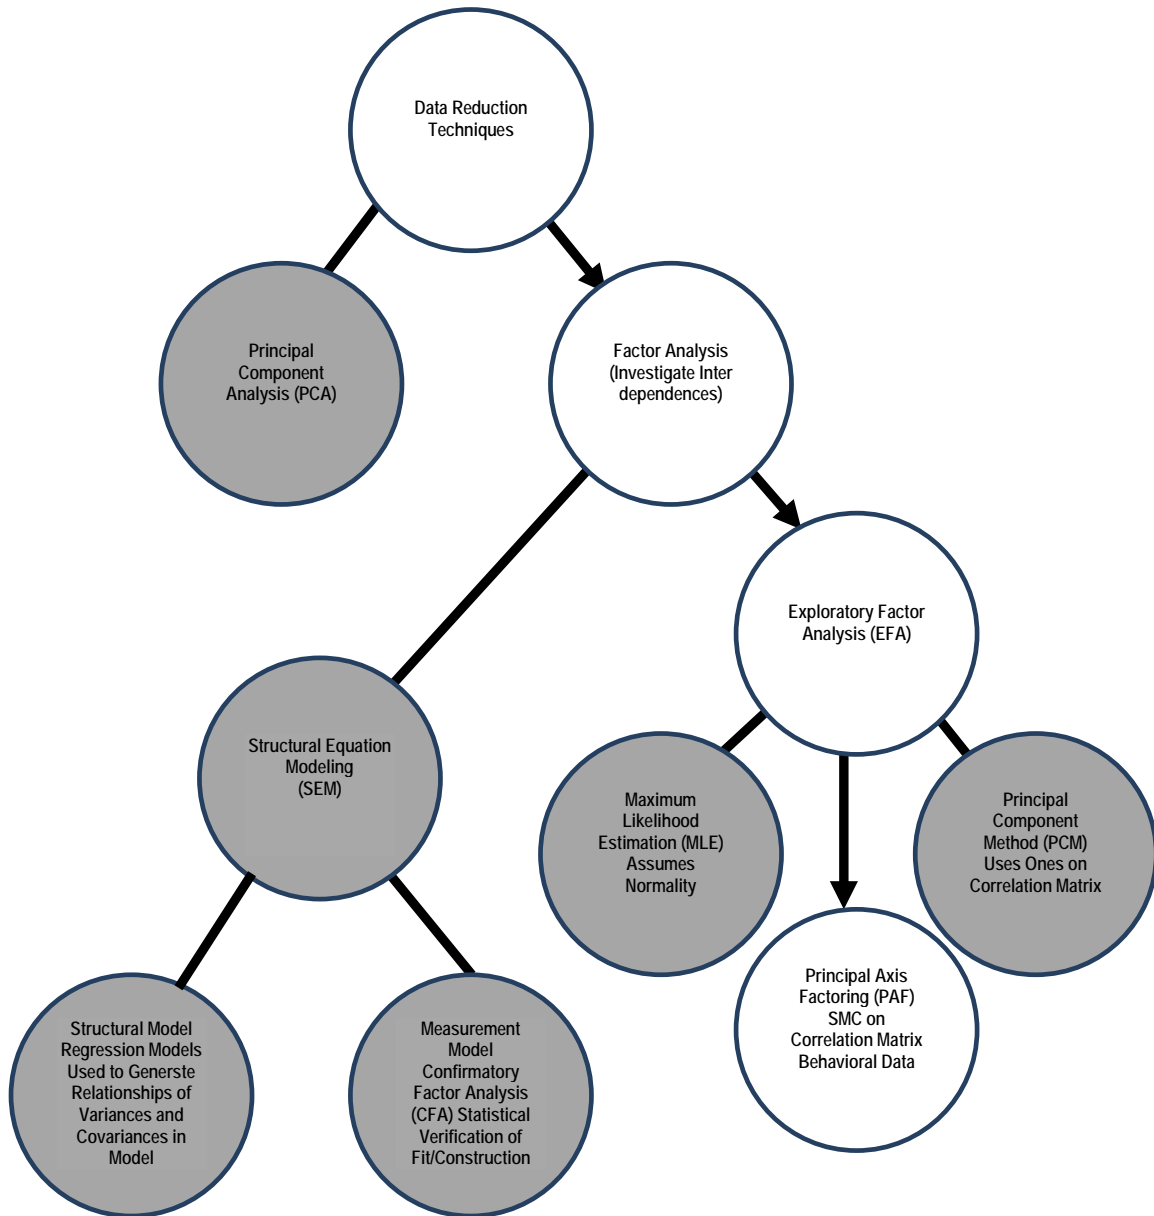 Data Reduction
Techniques
Principal
Component
Analysis (PCA)
Factor Analysis
(Investigate Inter
dependences)
Exploratory Factor
Analysis (EFA)
Structural Equation
Modeling
(SEM)
Maximum
Likelihood
Estimation (MLE)
Assumes
Normality
Principal
Component
Method (PCM)
Uses Ones on
Correlation Matrix
Principal Axis
Factoring (PAF)
SMC on
Correlation Matrix
Behavioral Data
Structural Model
Regression Models
Used to Generste
Relationships of
Variances and
Covariances in
Model
Measurement
Model
Confirmatory
Factor Analysis
(CFA) Statistical
Verification of
Fit/Construction